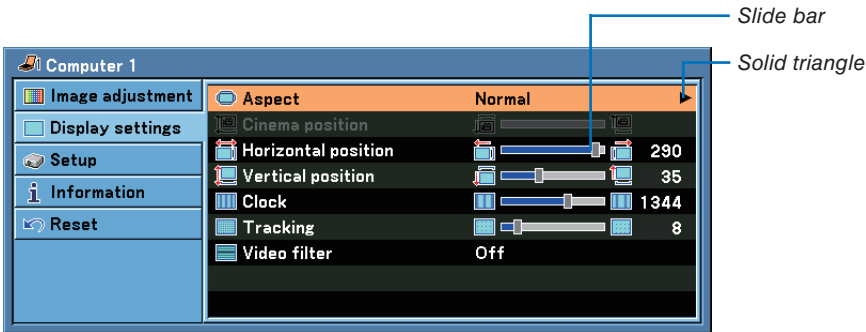 Slide bar
Solid triangle
Computer 1
Image adjustment
Display settings
Setup
Information
Reset
Aspect Normal
Cinema position
Horizontal position 290
Vertical position 35
Clock 1344
Tracking 8
Video filter Off